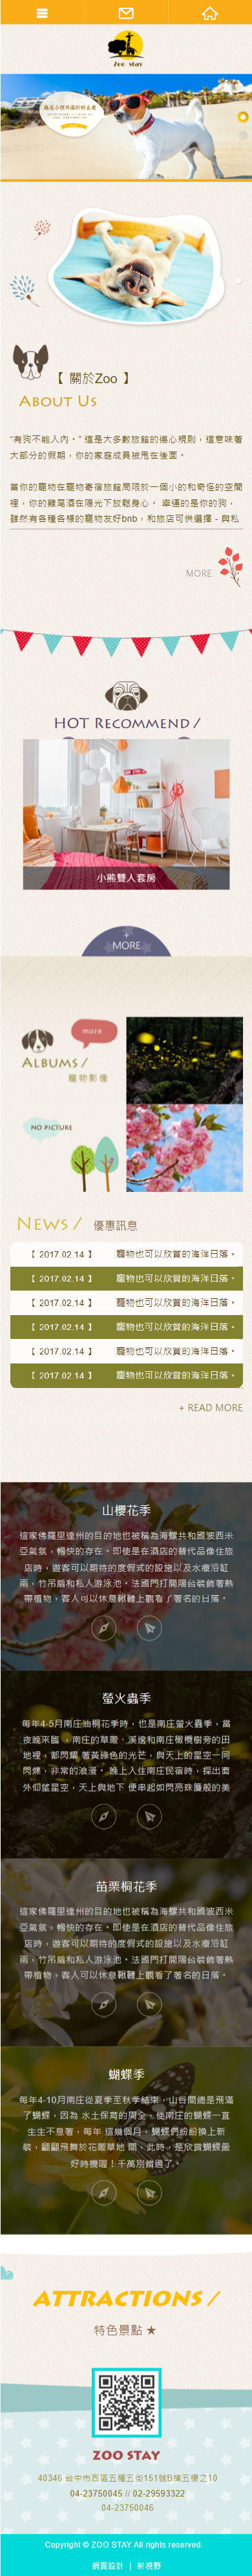 Zoo stay
【 關於Zoo 】
About Us
"有狗不能入內。" 這是大多數旅館的傷心規則，這意味著
大部分的假期，你的家庭成員被甩在後面。
當你的寵物在寵物寄宿旅館局限於一個小的和奇怪的空間
裡，你的雞尾酒在陽光下放鬆身心。 幸運的是你的狗，
雖然有各種各樣的寵物友好bnb，和旅店可供選擇 - 與私
MORE
HOT Recommend /
小熊雙人套房
+
MORE
more
Albums /
寵物影像
NO PICTURE
News / 優惠訊息
【 2017.02.14 】 寵物也可以欣賞的海洋日落。
【 2017.02.14 】 寵物也可以欣賞的海洋日落。
【 2017.02.14 】 寵物也可以欣賞的海洋日落。
【 2017.02.14 】 寵物也可以欣賞的海洋日落。
【 2017.02.14 】 寵物也可以欣賞的海洋日落。
【 2017.02.14 】 寵物也可以欣賞的海洋日落。
+ READ MORE
山櫻花季
這家佛羅里達州的目的地也被稱為海螺共和國波西米
亞氣氛，暢快的存在。即使是在酒店的替代品像住旅
店時，遊客可以期待的度假式的設施以及水療浴缸
兩，竹吊扇和私人游泳池。法國門打開陽台裝飾著熱
帶植物，客人可以休息鞦韆上觀看了著名的日落。
螢火蟲季
每年4-5月南庄油桐花季時，也是南庄螢火蟲季，當
夜晚來臨 ，南庄的草叢、溪邊和南庄橄欖樹旁的田
地裡，都閃耀 著黃綠色的光芒，與天上的星空一同
閃爍，非常的浪漫。 晚上入住南庄民宿時，探出窗
外仰望星空，天上與地下 便串起如閃亮珠簾般的美
苗栗桐花季
這家佛羅里達州的目的地也被稱為海螺共和國波西米
亞氣氛，暢快的存在。即使是在酒店的替代品像住旅
店時，遊客可以期待的度假式的設施以及水療浴缸
兩，竹吊扇和私人游泳池。法國門打開陽台裝飾著熱
帶植物，客人可以休息鞦韆上觀看了著名的日落。
蝴蝶季
每年4-10月南庄從夏季至秋季結束，山谷間總是飛滿
了蝴蝶，因為 水土保育的周全，使南庄的蝴蝶一直
生生不息著，每年 這幾個月，蝴蝶們紛紛換上新
裝，翩翩飛舞於花叢草地 間，此時，是欣賞蝴蝶最
好時機喔！千萬別錯過了。
ATTRACTIONS /
特色景點 ★
ZOO STAY
40346 台中市西區五權五街151號B棟五樓之10
04-23750045 // 02-29593322
04-23750046
Copyright © ZOO STAY All rights reserved.
網頁設計 | 新視野